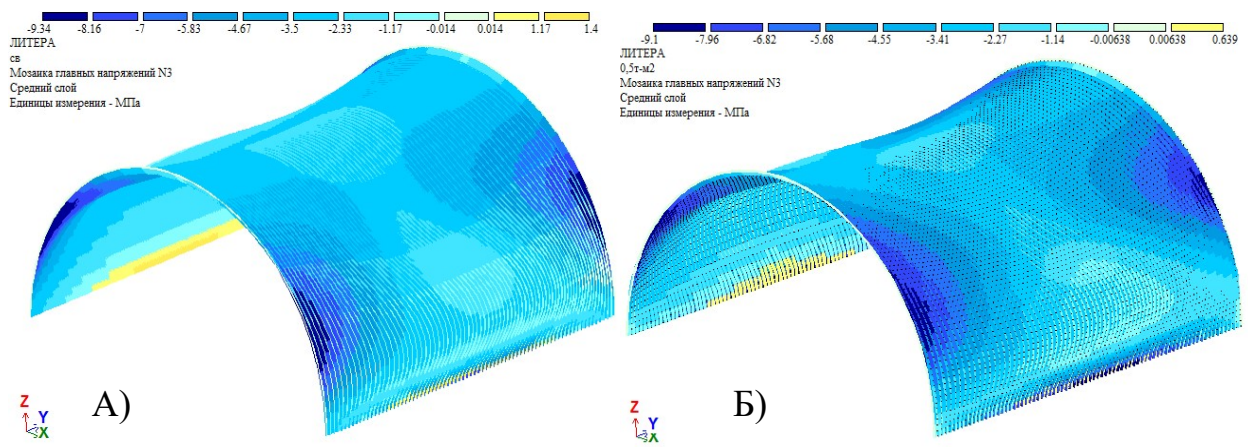 -9.34 -8.16 -7 -5.83 -4.67 -3.5 -2.33 -1.17 -0.014 0.014 1.17 1.4
ЛИТЕРА
св
Мозаика главных напряжений N3
Средний слой
Единицы измерения - МПа
Z
Y
X
А)
-9.1 -7.96 -6.82 -5.68 -4.55 -3.41 -2.27 -1.14 -0.00638 0.00638 0.639
ЛИТЕРА
0,5т-м2
Мозаика главных напряжений N3
Средний слой
Единицы измерения - МПа
Z
Y
X
Б)